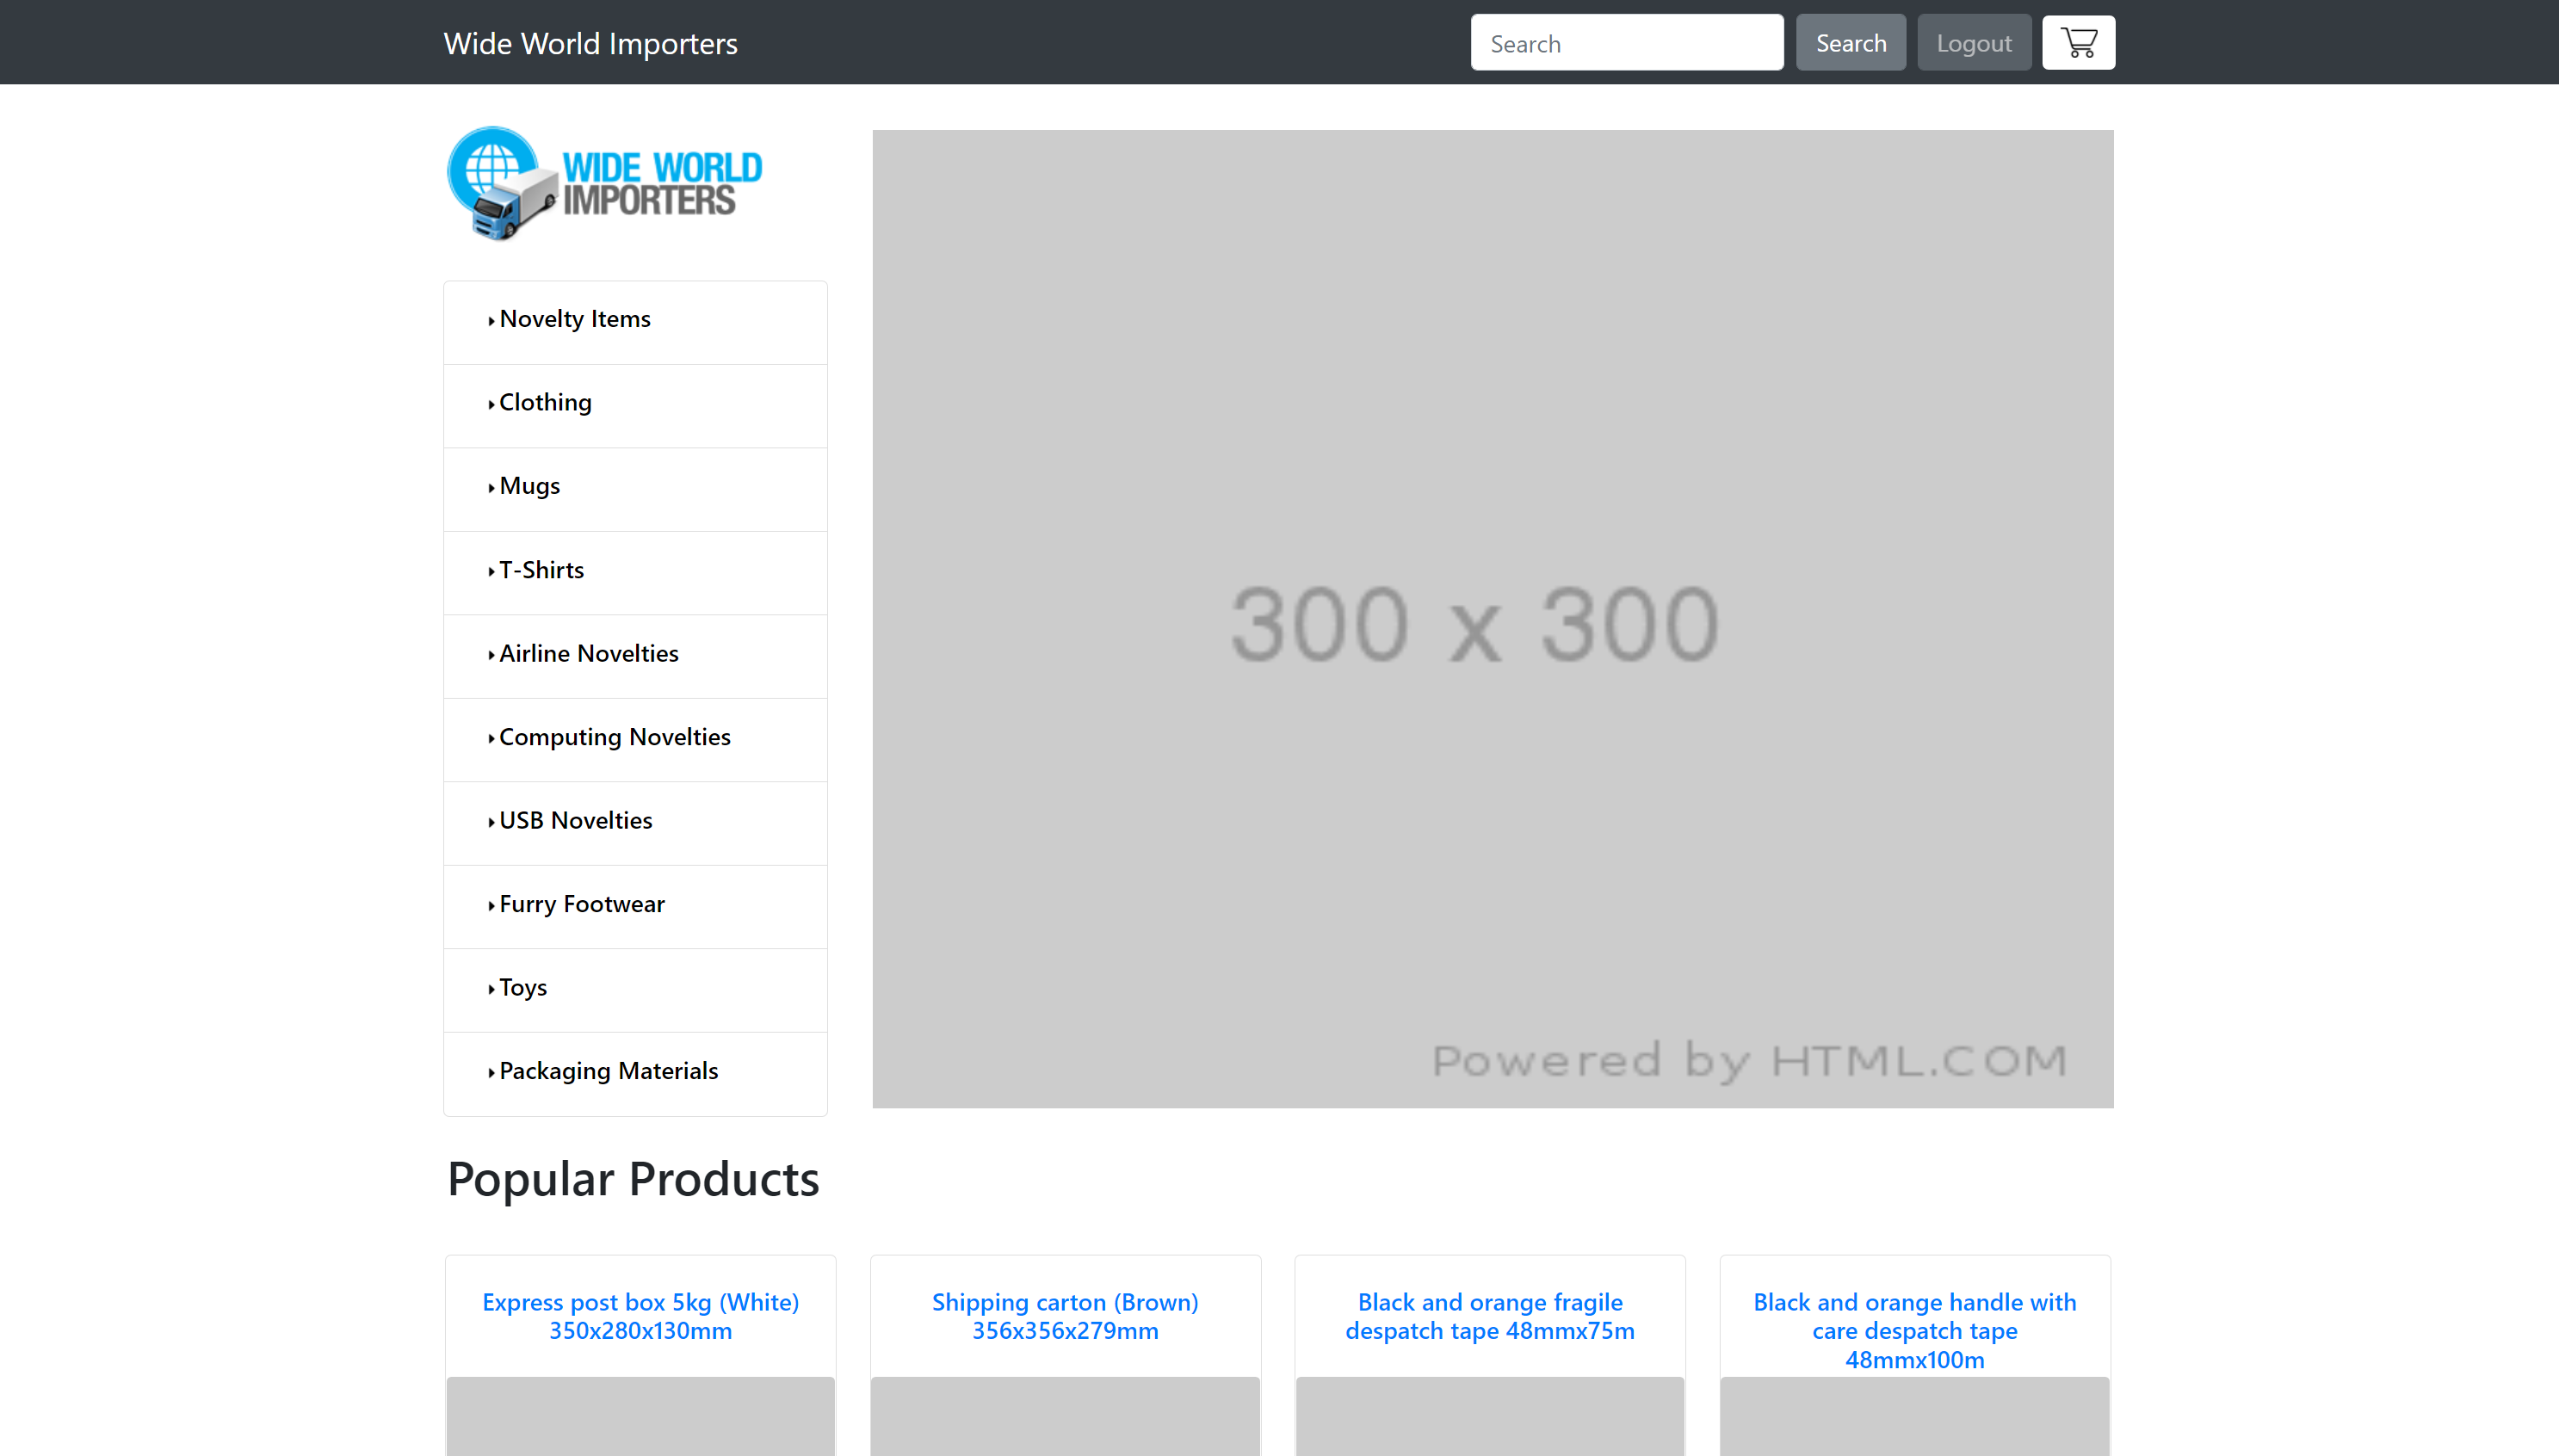 Wide World Importers
Search
Search
Logout
WIDE WORLD
IMPORTERS
Novelty Items
Clothing
Mugs
T-Shirts
Airline Novelties
Computing Novelties
USB Novelties
Furry Footwear
Toys
Packaging Materials
300 x 300
Powered by HTML.COM
Popular Products
Express post box 5kg (White)
350x280x130mm
Shipping carton (Brown)
356x356x279mm
Black and orange fragile
despatch tape 48mmx75m
Black and orange handle with
care despatch tape
48mmx100m